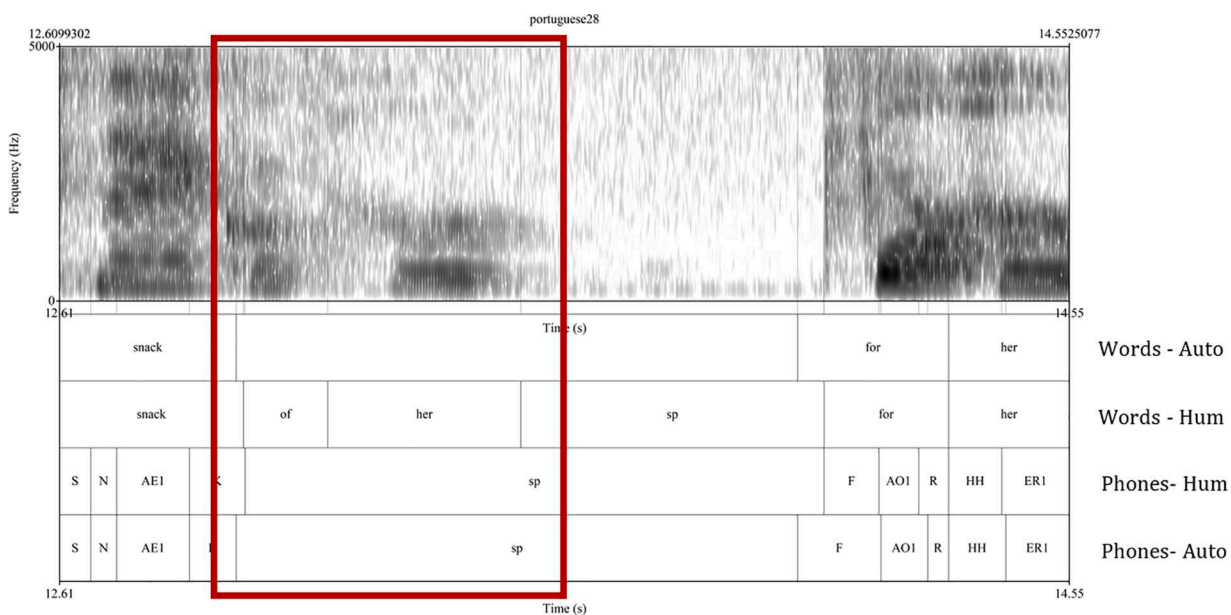 portuguese28
12.6099302 14.5525077
5000
Frequency (Hz)
0
12.61 Time (s) 14.55
snack for her Words - Auto
snack of her sp for her Words - Hum
S N AE1 K sp F AO1 R HH ER1 Phones- Hum
S N AE1 sp F AO1 R HH ER1 Phones- Auto
12.61 Time (s) 14.55